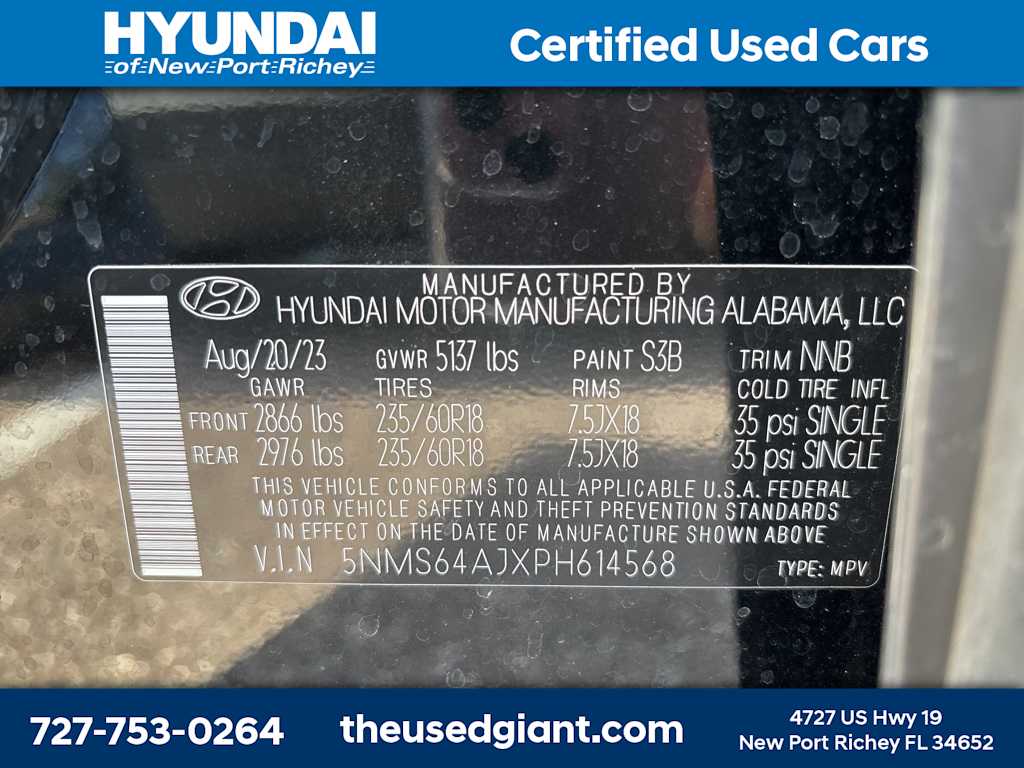 HYUNDAI
of New Port Richey
Certified Used Cars
MANUFACTURED BY
HYUNDAI MOTOR MANUFACTURING ALABAMA, LLC
Aug/20/23 GVWR 5137 lbs PAINT S3B TRIM NNB
GAWR TIRES RIMS COLD TIRE INFL
FRONT 2866 lbs 235/60R18 7.5JX18 35 psi SINGLE
REAR 2976 lbs 235/60R18 7.5JX18 35 psi SINGLE
THIS VEHICLE CONFORMS TO ALL APPLICABLE U.S.A. FEDERAL
MOTOR VEHICLE SAFETY AND THEFT PREVENTION STANDARDS
IN EFFECT ON THE DATE OF MANUFACTURE SHOWN ABOVE
V.I.N 5NMS64AJXPH614568 TYPE: MPV
727-753-0264
theusedgiant.com
4727 US Hwy 19
New Port Richey FL 34652